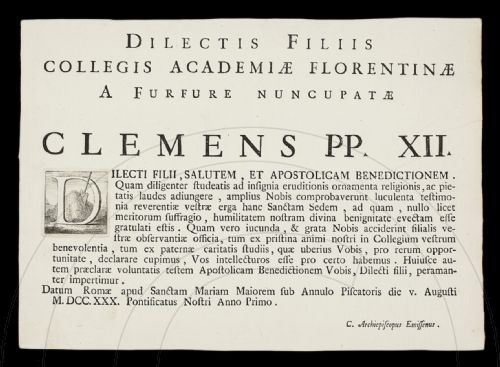 DILECTIS FILIIS
COLLEGIS ACADEMIÆ FLORENTINÆ
A FURFURE NUNCUPATÆ
CLEMENS PP. XII.
DILECTI FILII, SALUTEM, ET APOSTOLICAM BENEDICTIONEM.
Quam diligenter ſtudeatis ad inſignia eruditionis ornamenta religionis, ac pie-
tatis laudes adiungere, amplius Nobis comprobaverunt luculenta teſtimo-
nia reverentiæ veſtræ erga hanc Sanctam Sedem, ad quam, nullo licet
meritorum ſuffragio, humilitatem noſtram divina benignitate evectam eſſe
gratulati eſtis. Quam vero iucunda, & grata Nobis acciderint filialis ve-
ſtræ obſervantiæ officia, tum ex priſtina animi noſtri in Collegium veſtrum
benevolentia, tum ex paternæ caritatis ſtudiis, quæ uberius Vobis, pro rerum oppor-
tunitate, declarare cupimus, Vos intellecturos eſſe pro certo habemus. Huiuſce au-
tem præclaræ voluntatis teſtem Apoſtolicam Benedictionem Vobis, Dilecti filii, peraman-
ter impertimur.
Datum Romæ apud Sanctam Mariam Maiorem ſub Annulo Piſcatoris die v. Auguſti
M. DCC. XXX. Pontificatus Noſtri Anno Primo.
C. Archiepiſcopus Emiſſenus.